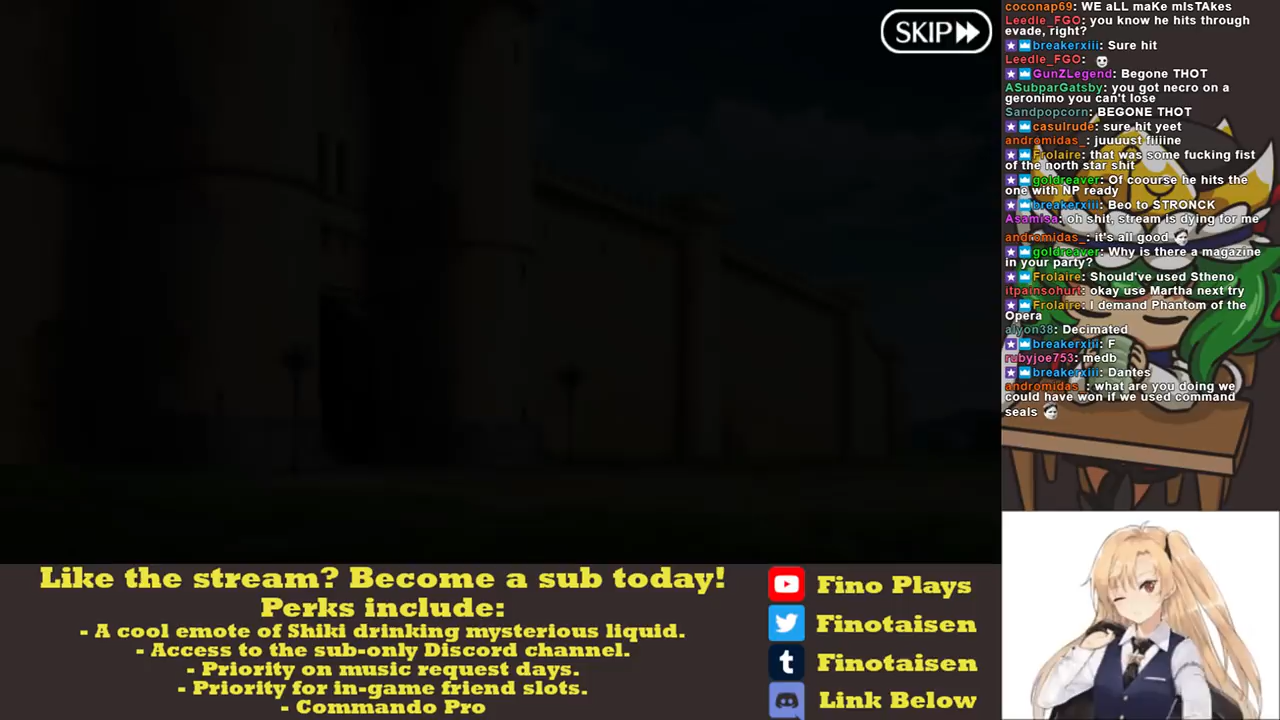 SKIP
coconap69: WE aLL maKe mIsTAkes
Leedle_FGO: you know he hits through
evade, right?
breakerxiii: Sure hit
Leedle_FGO:
GunZLegend: Begone THOT
ASubparGatsby: you got necro on a
geronimo you can't lose
Sandpopcorn: BEGONE THOT
casulrude: sure hit yeet
andromidas_: juuuust fiiine
Frolaire: that was some fucking fist
of the north star shit
goldreaver: Of coourse he hits the
one with NP ready
breakerxiii: Beo to STRONCK
Asamisa: oh shit, stream is dying for me
andromidas_: it's all good
goldreaver: Why is there a magazine
in your party?
Frolaire: Should've used Stheno
itpainsohurt: okay use Martha next try
Frolaire: I demand Phantom of the
Opera
alyon38: Decimated
breakerxiii: F
rubyjoe753: medb
breakerxiii: Dantes
andromidas_: what are you doing we
could have won if we used command
seals
Like the stream? Become a sub today!
Perks include:
- A cool emote of Shiki drinking mysterious liquid.
- Access to the sub-only Discord channel.
- Priority on music request days.
- Priority for in-game friend slots.
- Commando Pro
Fino Plays
Finotaisen
Finotaisen
Link Below